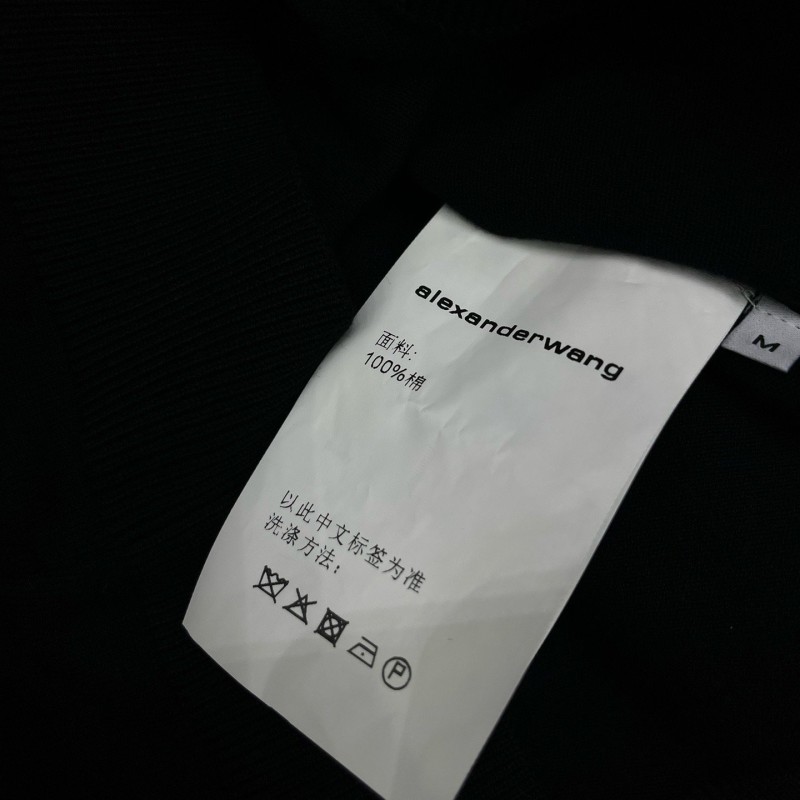 alexanderwang
M
面料:
100%棉
以此中文标签为准
洗涤方法:
P